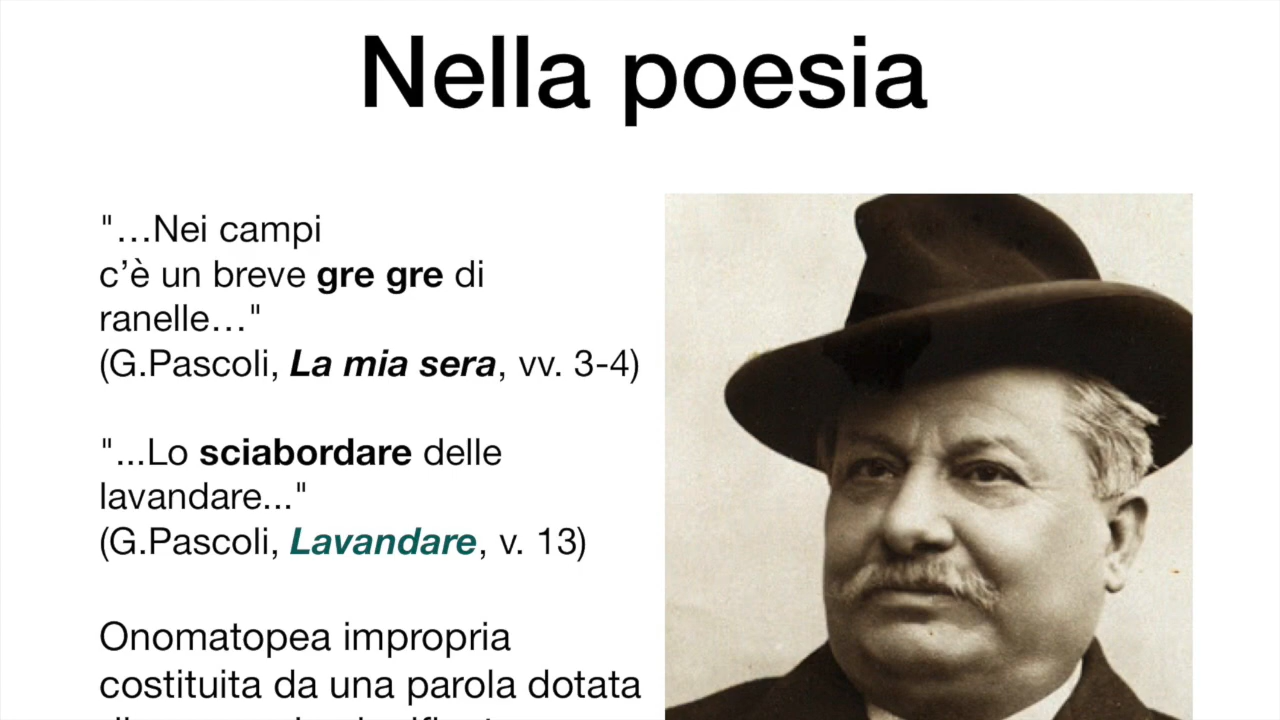 Nella poesia
"…Nei campi
c’è un breve gre gre di
ranelle…"
(G.Pascoli, La mia sera, vv. 3-4)
"...Lo sciabordare delle
lavandare..."
(G.Pascoli, Lavandare, v. 13)
Onomatopea impropria
costituita da una parola dotata